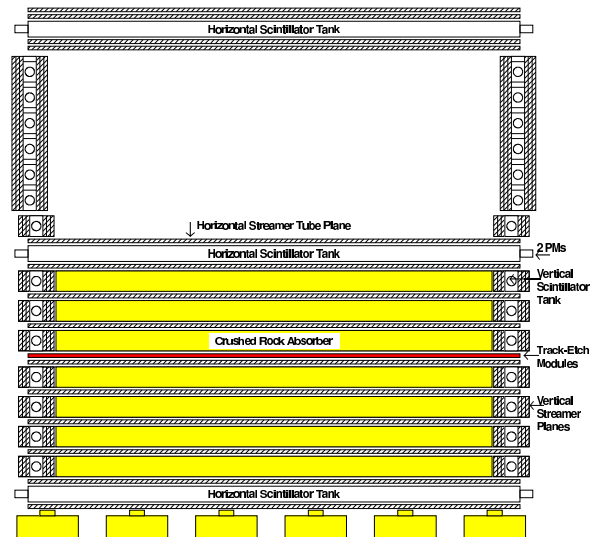 Horizontal Scintillator Tank
Horizontal Streamer Tube Plane
Horizontal Scintillator Tank
2 PMs
Vertical
Scintillator
Tank
Crushed Rock Absorber
Track-Etch
Modules
Vertical
Streamer
Planes
Horizontal Scintillator Tank